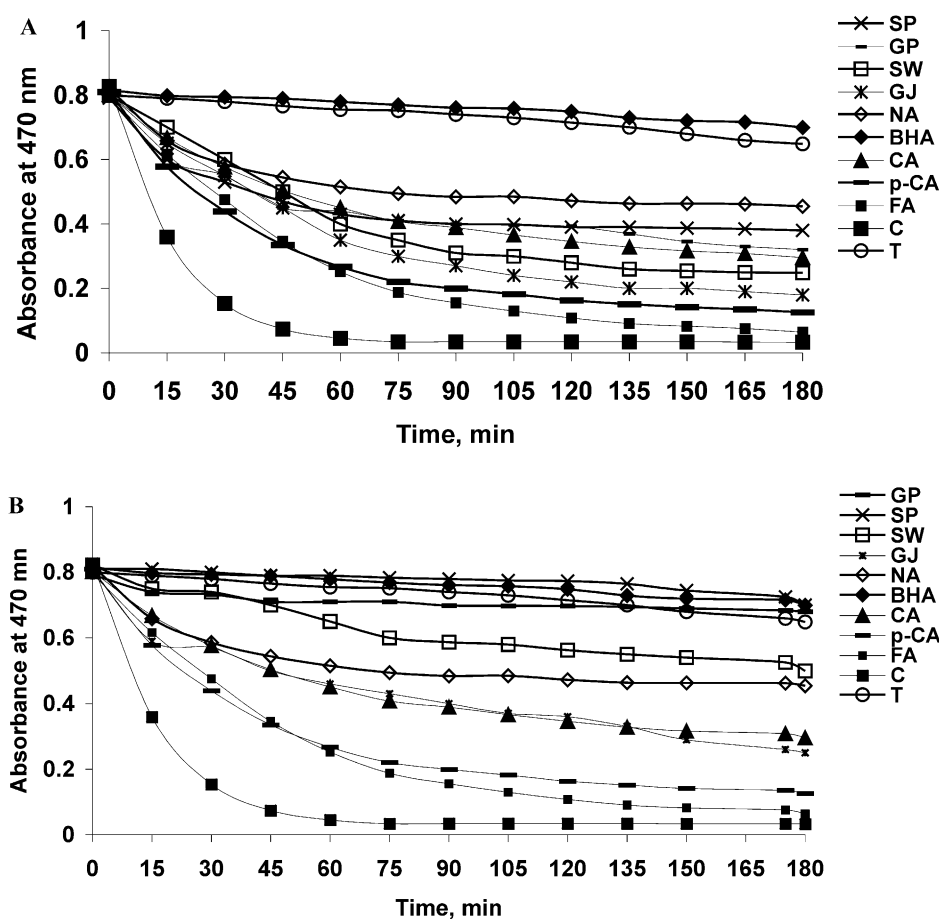 A
Absorbance at 470 nm
1
0.8
0.6
0.4
0.2
0
0 15 30 45 60 75 90 105 120 135 150 165 180
Time, min
SP
GP
SW
GJ
NA
BHA
CA
p-CA
FA
C
T
B
Absorbance at 470 mn
1
0.8
0.6
0.4
0.2
0
0 15 30 45 60 75 90 105 120 135 150 165 180
Time, min
GP
SP
SW
GJ
NA
BHA
CA
p-CA
FA
C
T